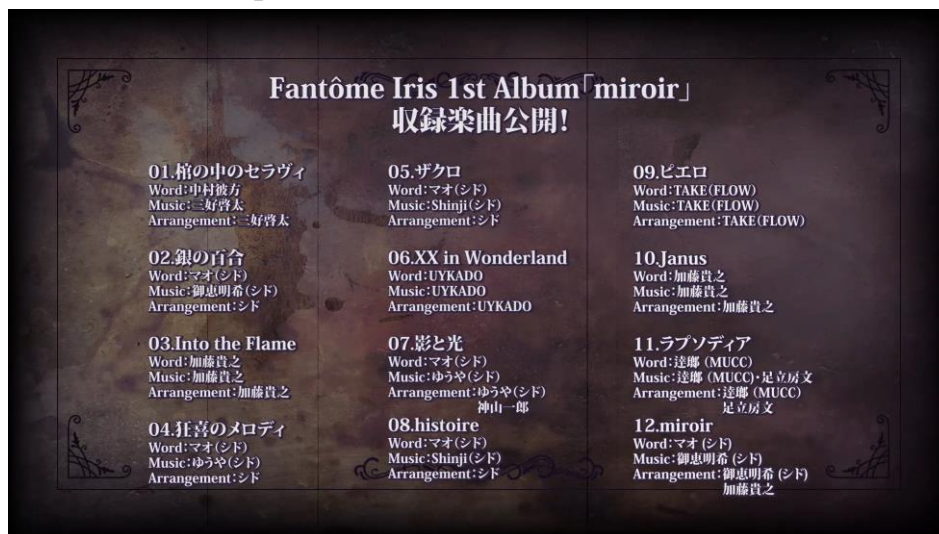 Fantôme Iris 1st Album「miroir」
収録楽曲公開!
01.棺の中のセラヴィ
Word:中村彼方
Music:三好啓太
Arrangement:三好啓太
02.銀の百合
Word:マオ(シド)
Music:御恵明希(シド)
Arrangement:シド
03.Into the Flame
Word:加藤貴之
Music:加藤貴之
Arrangement:加藤貴之
04.狂喜のメロディ
Word:マオ(シド)
Music:ゆうや(シド)
Arrangement:シド
05.ザクロ
Word:マオ(シド)
Music:Shinji(シド)
Arrangement:シド
06.XX in Wonderland
Word:UYKADO
Music:UYKADO
Arrangement:UYKADO
07.影と光
Word:マオ(シド)
Music:ゆうや(シド)
Arrangement:ゆうや(シド)
神山一郎
08.histoire
Word:マオ(シド)
Music:Shinji(シド)
Arrangement:シド
09.ピエロ
Word:TAKE(FLOW)
Music:TAKE(FLOW)
Arrangement:TAKE(FLOW)
10.Janus
Word:加藤貴之
Music:加藤貴之
Arrangement:加藤貴之
11.ラプソディア
Word:逹瑯 (MUCC)
Music:逹瑯 (MUCC)・足立房文
Arrangement:逹瑯 (MUCC)
足立房文
12.miroir
Word:マオ (シド)
Music:御恵明希 (シド)
Arrangement:御恵明希 (シド)
加藤貴之